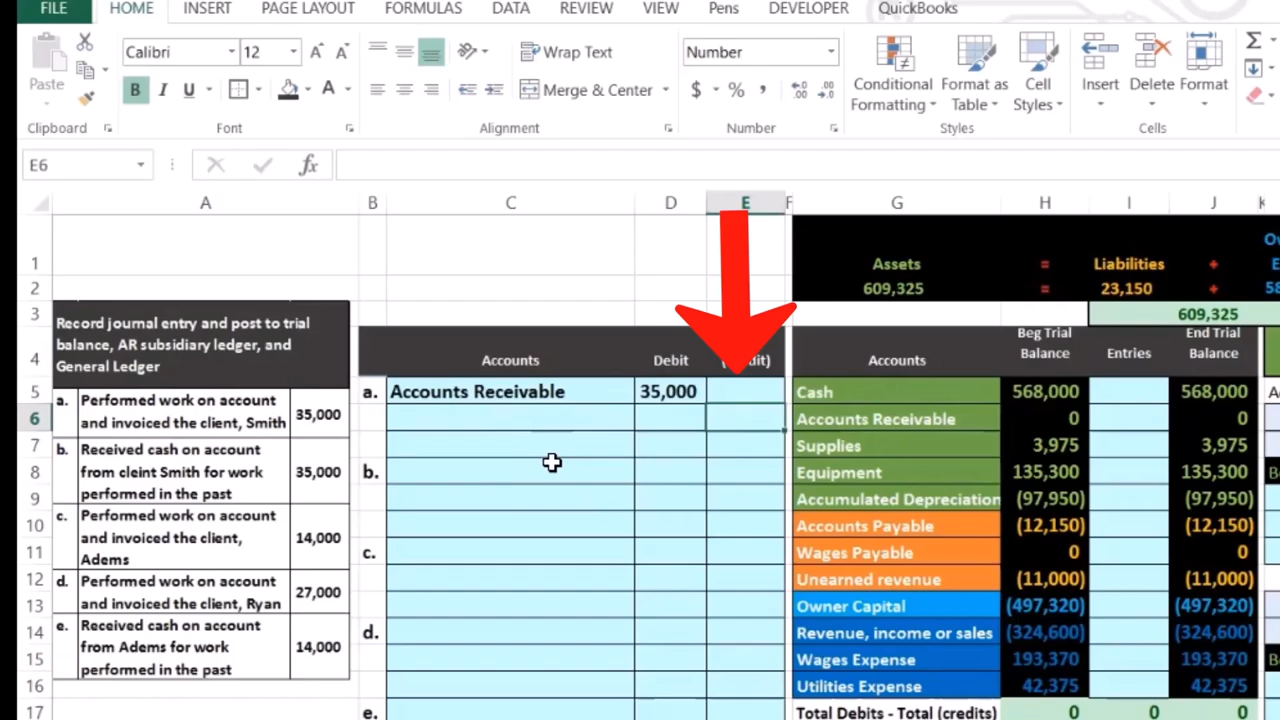 FILE HOME INSERT PAGE LAYOUT FORMULAS DATA REVIEW VIEW Pens DEVELOPER QuickBooks
Calibri 12 A A Wrap Text Number
Paste B I U A Merge & Center $ % , Conditional Formatting Format as Table Cell Styles Insert Delete Format
Clipboard Font Alignment Number Styles Cells
E6 fx
A B C D E F G H I J K
1 Assets = Liabilities +
2 609,325 = 23,150 +
3 609,325
Record journal entry and post to trial
balance, AR subsidiary ledger, and
General Ledger
a. Performed work on account
and invoiced the client, Smith 35,000
b. Received cash on account
from cleint Smith for work 35,000
performed in the past
c. Performed work on account
and invoiced the client, 14,000
Adems
d. Performed work on account
and invoiced the client, Ryan 27,000
e. Received cash on account
from Adems for work 14,000
performed in the past
4 Accounts Debit
a. Accounts Receivable 35,000
b.
c.
d.
e.
Accounts Beg Trial Balance Entries End Trial Balance
5 Cash 568,000 568,000
6 Accounts Receivable 0 0
7 Supplies 3,975 3,975
8 Equipment 135,300 135,300
9 Accumulated Depreciation (97,950) (97,950)
10 Accounts Payable (12,150) (12,150)
11 Wages Payable 0 0
12 Unearned revenue (11,000) (11,000)
13 Owner Capital (497,320) (497,320)
14 Revenue, income or sales (324,600) (324,600)
15 Wages Expense 193,370 193,370
16 Utilities Expense 42,375 42,375
17 Total Debits - Total (credits) 0 0 0